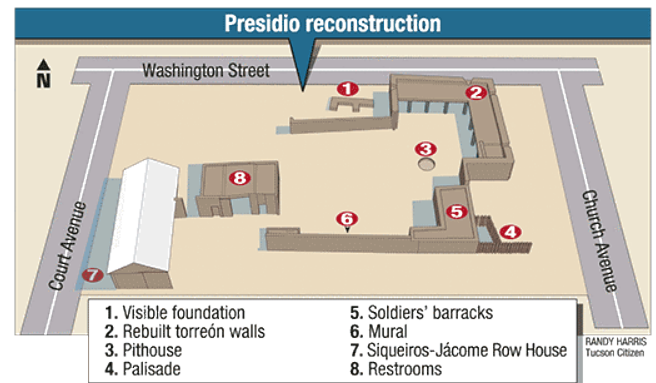 Presidio reconstruction
N
Washington Street
1
2
3
8
5
6
4
7
Court Avenue
Church Avenue
1. Visible foundation
2. Rebuilt torreón walls
3. Pithouse
4. Palisade
5. Soldiers' barracks
6. Mural
7. Siqueiros-Jácome Row House
8. Restrooms
RANDY HARRIS
Tucson Citizen